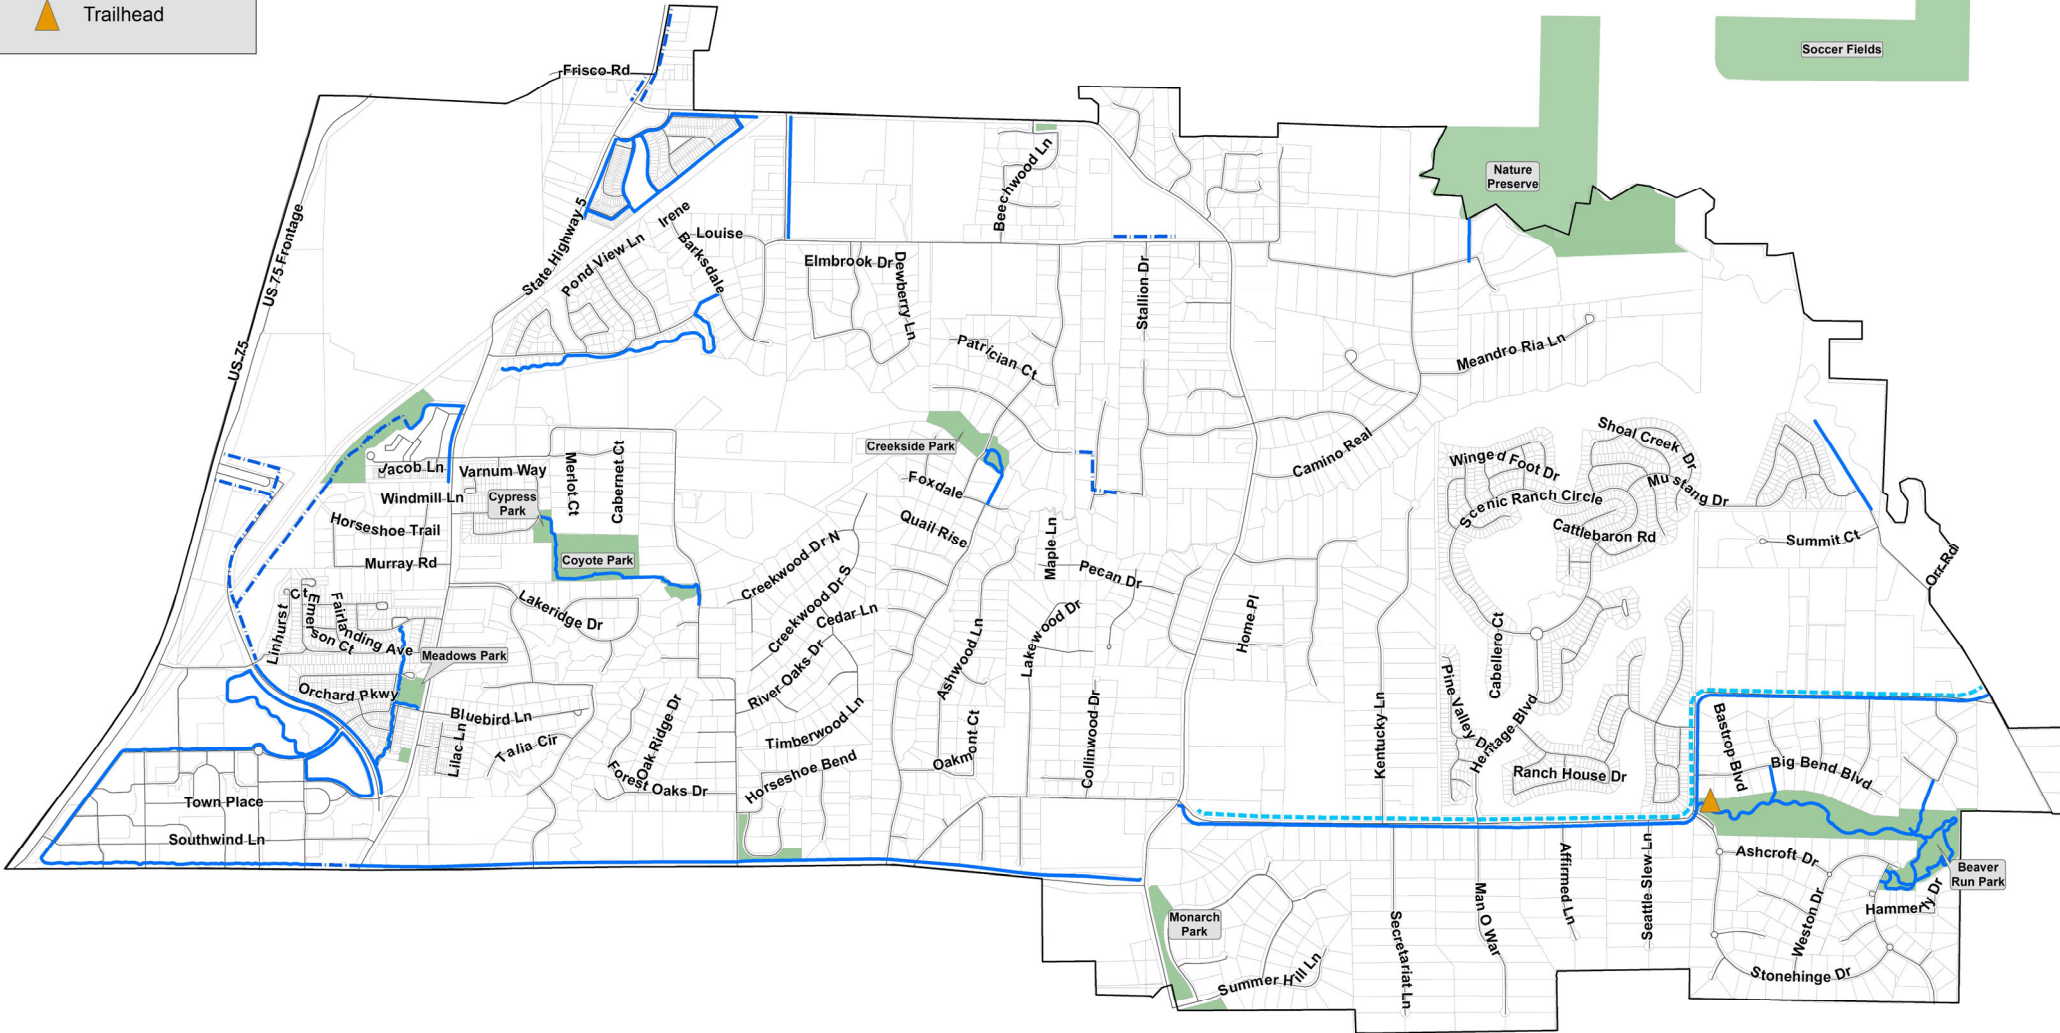 Trailhead
Soccer Fields
Frisco Rd
Nature
Preserve
Beechwood Ln
US 75 Frontage
State Highway 5
Irene
Pond View Ln
Louise
Barksdale
Elmbrook Dr
Dewberry Ln
Stallion Dr
US 75
Patrician Ct
Meandro Ria Ln
Camino Real
Creekside Park
Foxdale
Quail Rise
Jacob Ln
Varnum Way
Windmill Ln
Cypress
Park
Merlot Ct
Cabernet Ct
Horseshoe Trail
Murray Rd
Coyote Park
Shoal Creek Dr
Winged Foot Dr
Scenic Ranch Circle
Mustang Dr
Cattlebaron Rd
Summit Ct
Orr Rd
Creekwood Dr N
Creekwood Dr S
Cedar Ln
Maple Ln
Pecan Dr
Lakeridge Dr
Linhurst Ct
Emerson Ct
Fairlanding Ave
Meadows Park
Orchard Pkwy
Bluebird Ln
Lilac Ln
Talia Cir
Oak Ridge Dr
Forest Oaks Dr
River Oaks Dr
Timberwood Ln
Horseshoe Bend
Ashwood Ln
Lakewood Dr
Oakmont Ct
Collinwood Dr
Home Pl
Kentucky Ln
Cabellero Ct
Pine Valley Dr
Heritage Blvd
Ranch House Dr
Bastrop Blvd
Big Bend Blvd
Town Place
Southwind Ln
Ashcroft Dr
Beaver
Run Park
Hammerly Dr
Weston Dr
Stonehinge Dr
Monarch
Park
Summer Hill Ln
Secretariat Ln
Man O War
Affirmed Ln
Seattle Slew Ln